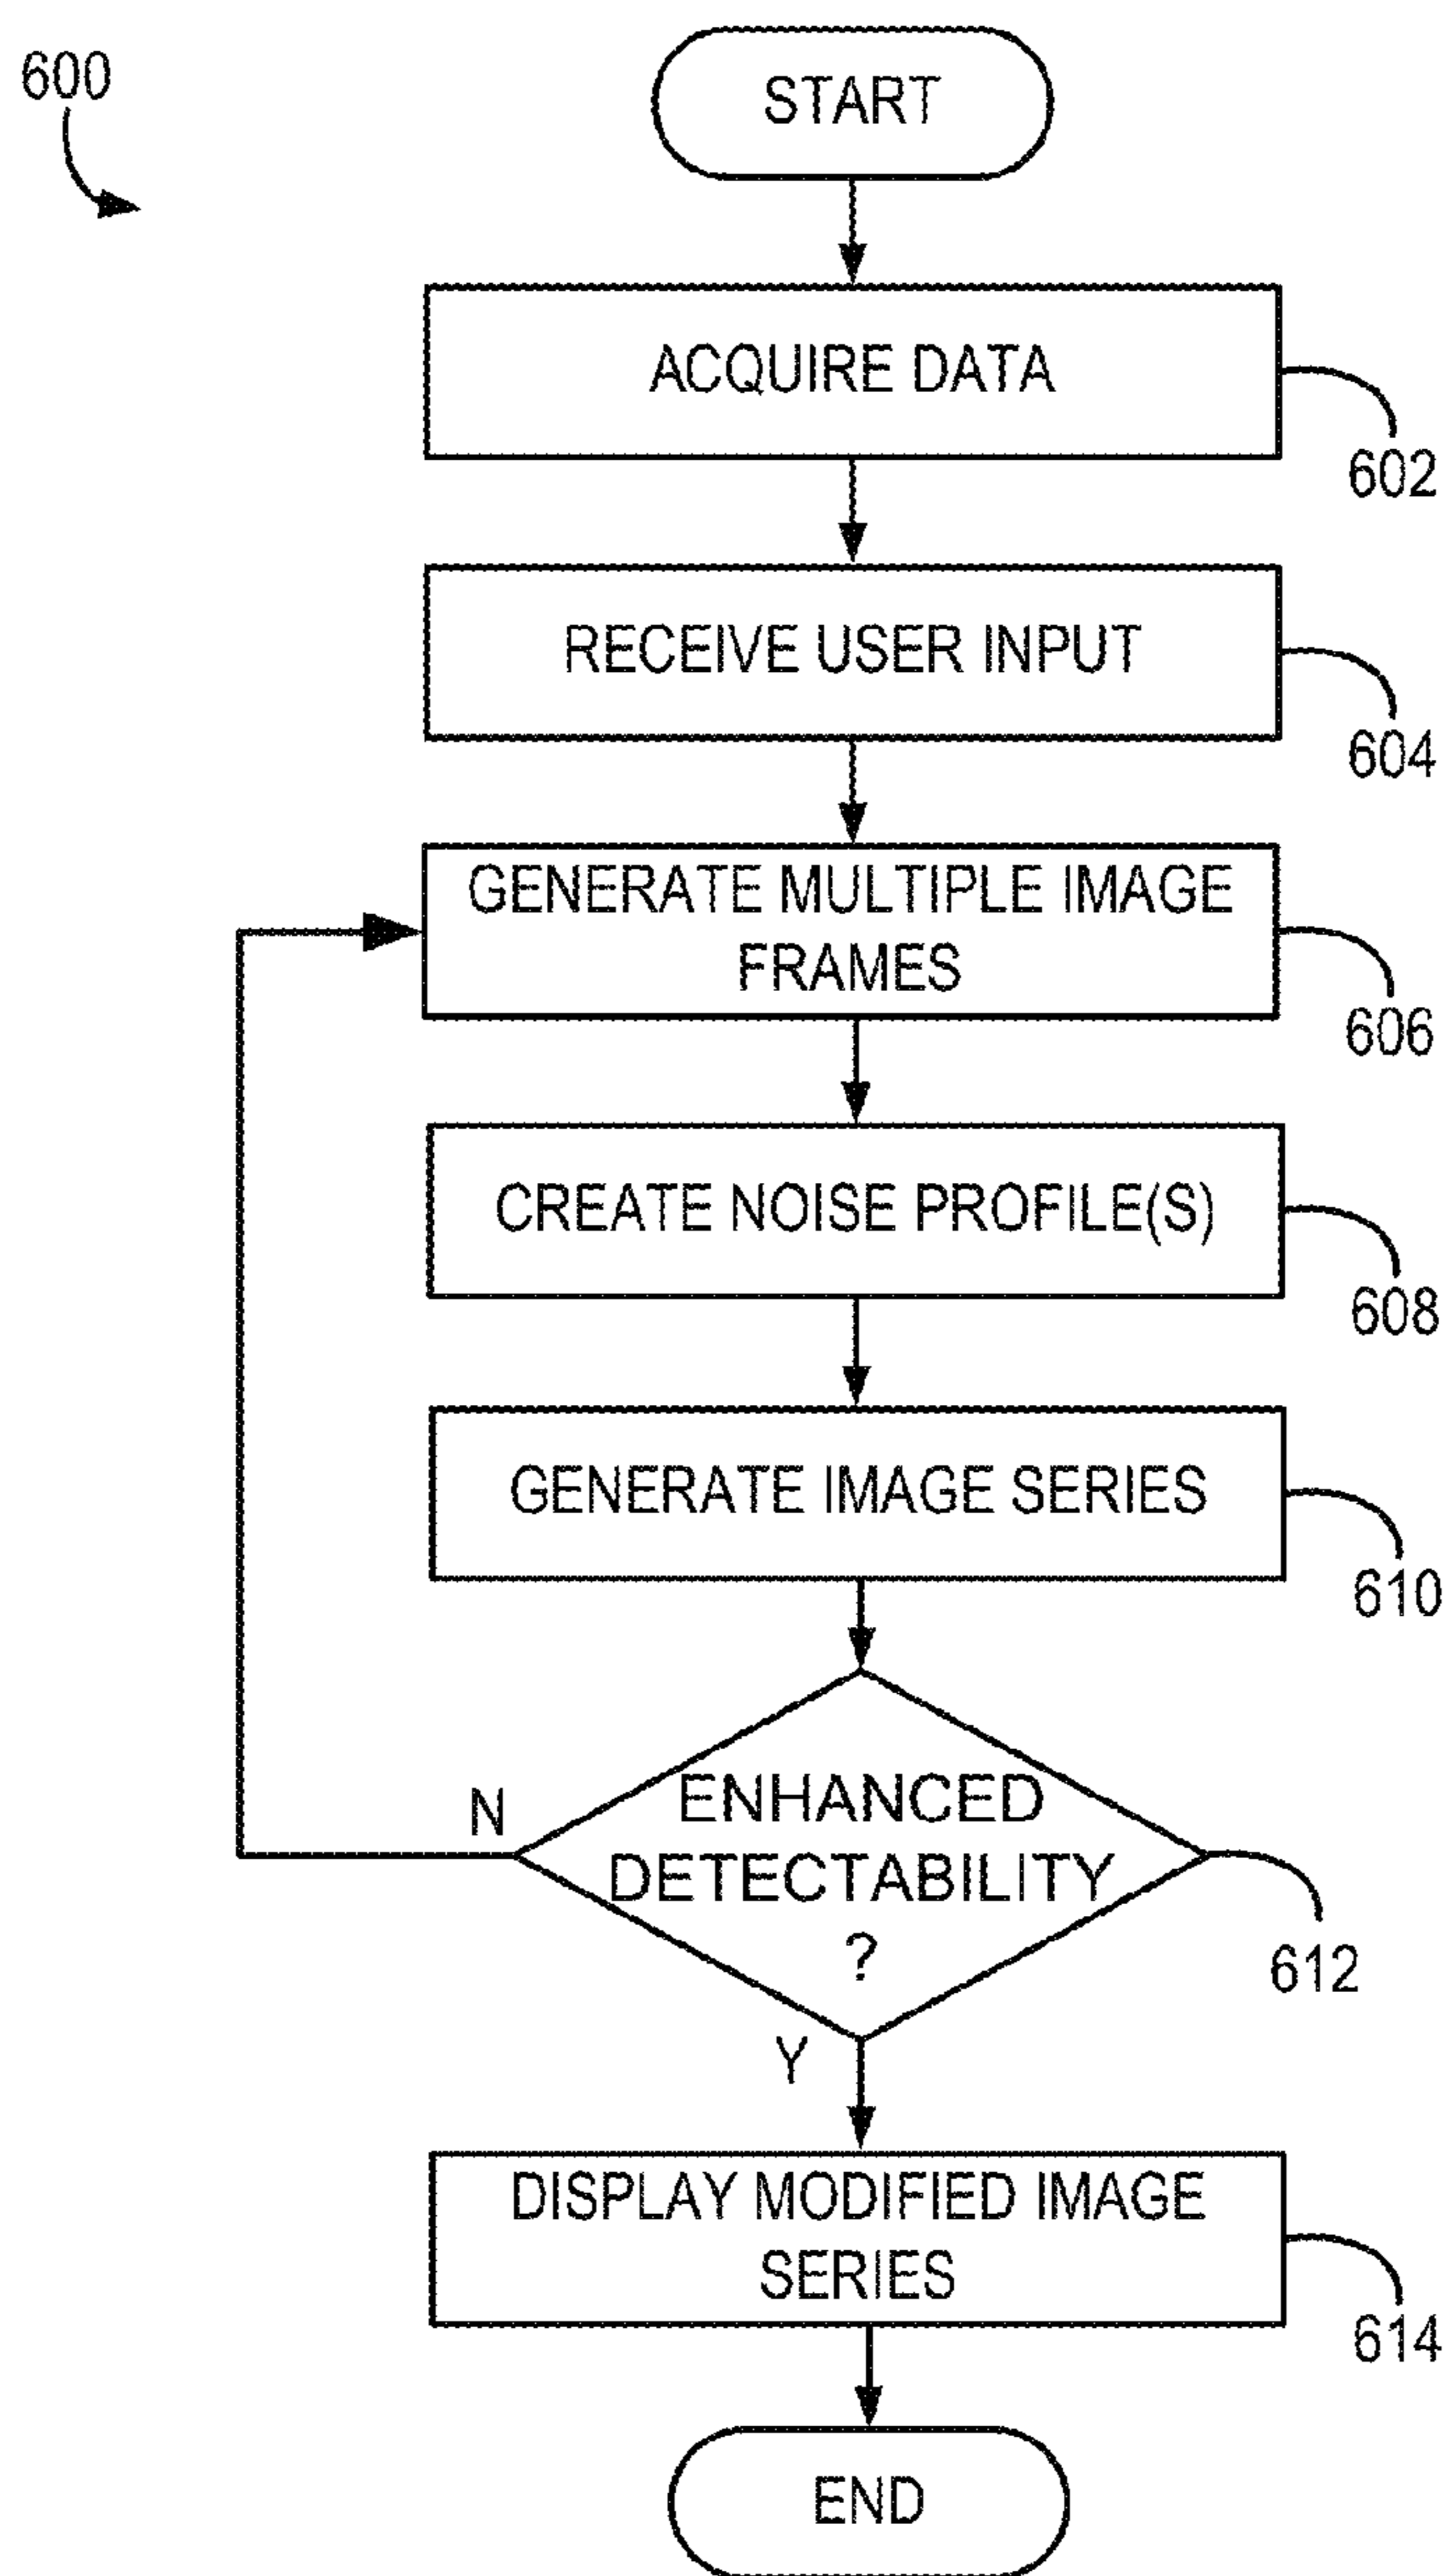 600
START
ACQUIRE DATA
602
RECEIVE USER INPUT
604
GENERATE MULTIPLE IMAGE
FRAMES
606
CREATE NOISE PROFILE(S)
608
GENERATE IMAGE SERIES
610
N
ENHANCED
DETECTABILITY
?
612
Y
DISPLAY MODIFIED IMAGE
SERIES
614
END